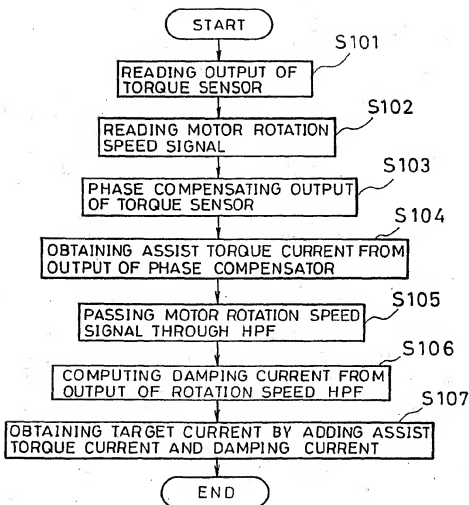 START
S101
READING OUTPUT OF
TORQUE SENSOR
S102
READING MOTOR ROTATION
SPEED SIGNAL
S103
PHASE COMPENSATING OUTPUT
OF TORQUE SENSOR
S104
OBTAINING ASSIST TORQUE CURRENT FROM
OUTPUT OF PHASE COMPENSATOR
S105
PASSING MOTOR ROTATION SPEED
SIGNAL THROUGH HPF
S106
COMPUTING DAMPING CURRENT FROM
OUTPUT OF ROTATION SPEED HPF
S107
OBTAINING TARGET CURRENT BY ADDING ASSIST
TORQUE CURRENT AND DAMPING CURRENT
END